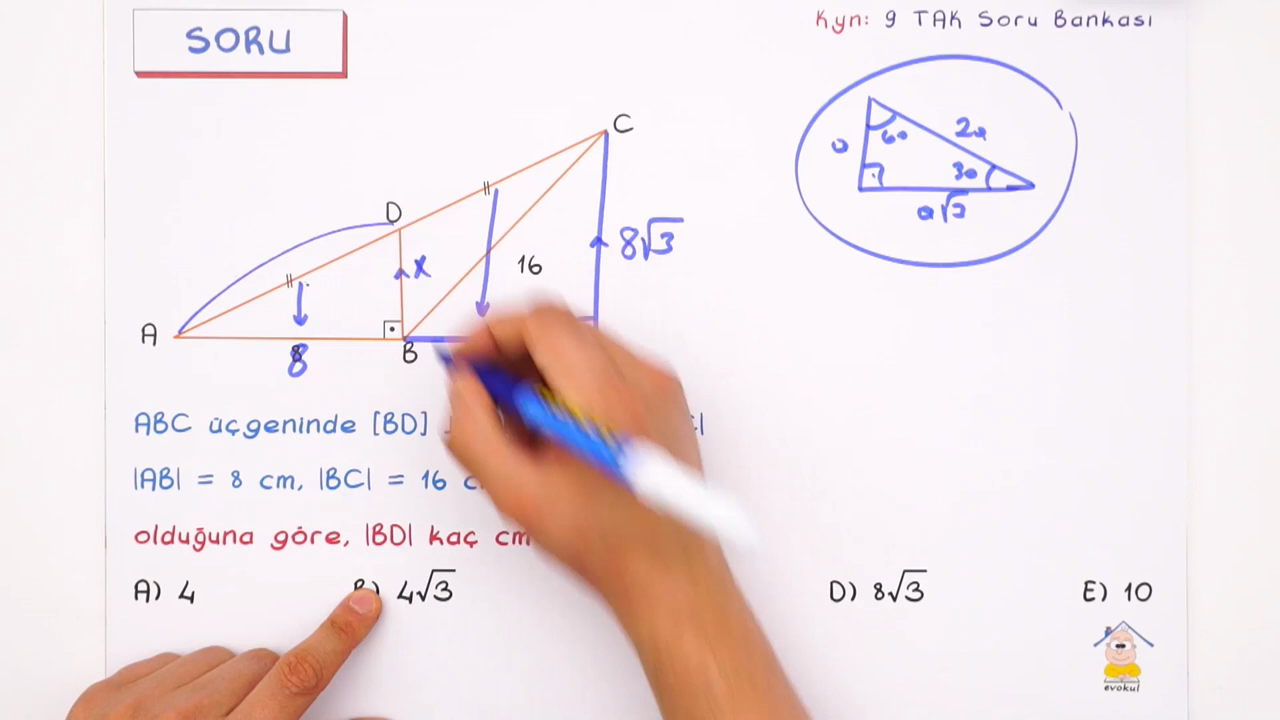 SORU
Kyn: 9 TAK Soru Bankası
C
60
2a
a
30
a√3
D
8√3
x
16
A
8
B
ABC üçgeninde [BD]
|AB| = 8 cm, |BC| = 16
olduğuna göre, |BD| kaç cm
A) 4
B) 4√3
D) 8√3
E) 10
evokul